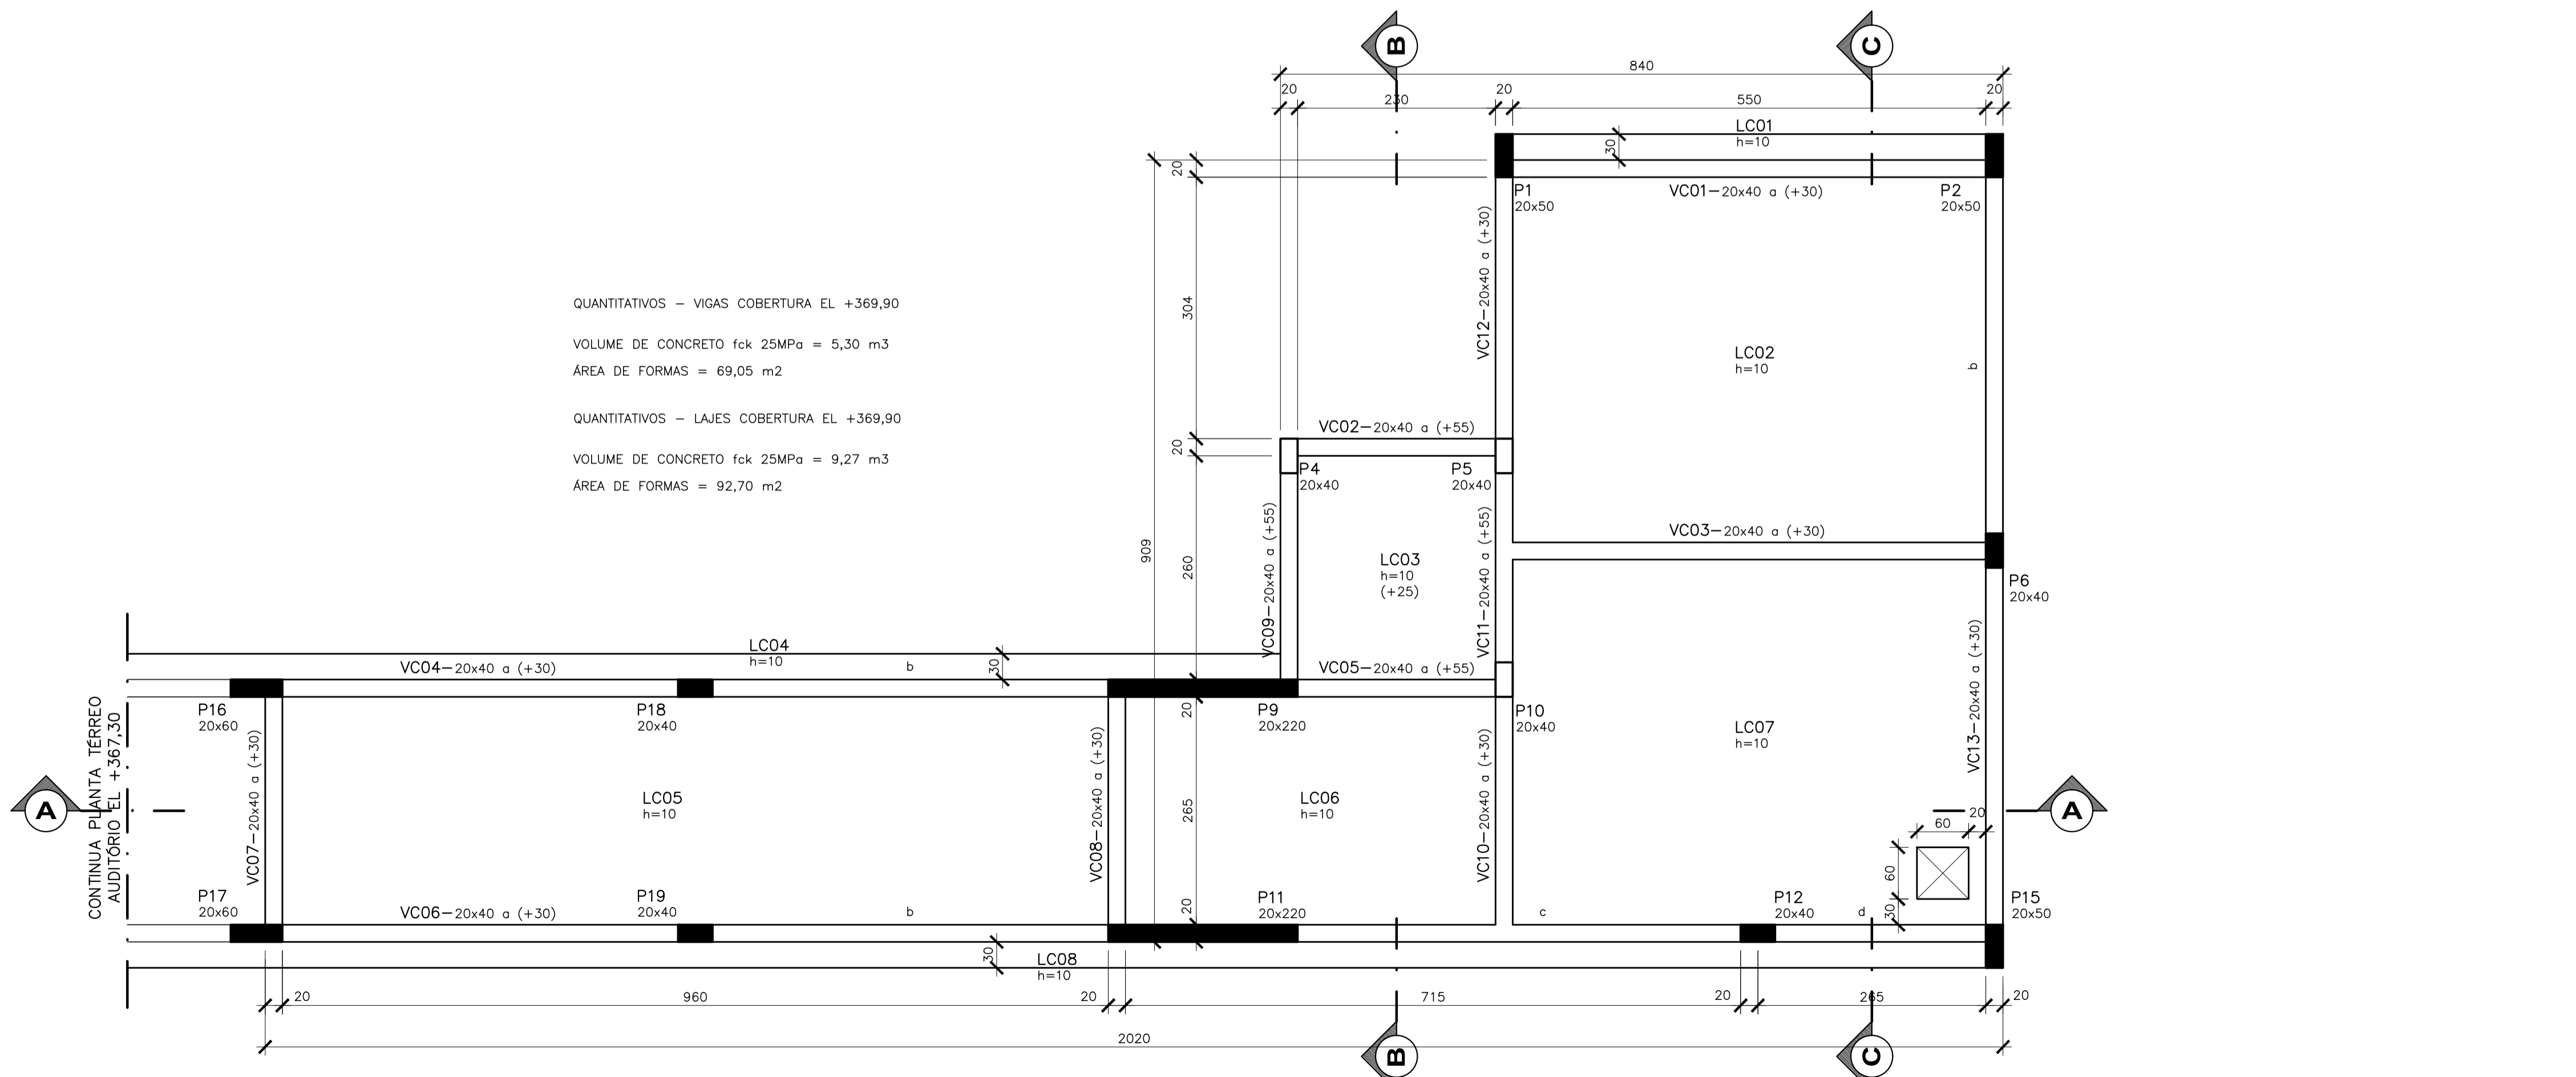 B
C
840
20
230
20
550
20
LC01
h=10
30
20
P1
20x50
VC01-20x40 a (+30)
P2
20x50
VC12-20x40 a (+30)
QUANTITATIVOS - VIGAS COBERTURA EL +369,90
304
VOLUME DE CONCRETO fck 25MPa = 5,30 m3
LC02
h=10
b
ÁREA DE FORMAS = 69,05 m2
QUANTITATIVOS - LAJES COBERTURA EL +369,90
VC02-20x40 a (+55)
20
VOLUME DE CONCRETO fck 25MPa = 9,27 m3
P4
20x40
P5
20x40
ÁREA DE FORMAS = 92,70 m2
VC03-20x40 a (+30)
909
260
VC09-20x40 a (+55)
LC03
h=10
(+25)
VC11-20x40 a (+55)
P6
20x40
LC04
h=10
VC04-20x40 a (+30)
b
30
VC05-20x40 a (+55)
VC13-20x40 a (+30)
P16
20x60
P18
20x40
20
P9
20x220
P10
20x40
LC07
h=10
CONTINUA PLANTA TÉRREO
AUDITÓRIO EL +367,30
VC07-20x40 a (+30)
VC08-20x40 a (+30)
VC10-20x40 a (+30)
A
LC05
h=10
265
LC06
h=10
20
60
A
60
P17
20x60
VC06-20x40 a (+30)
P19
20x40
b
20
P11
20x220
c
P12
20x40
d
30
P15
20x50
30
LC08
h=10
20
960
20
715
20
265
20
2020
B
C